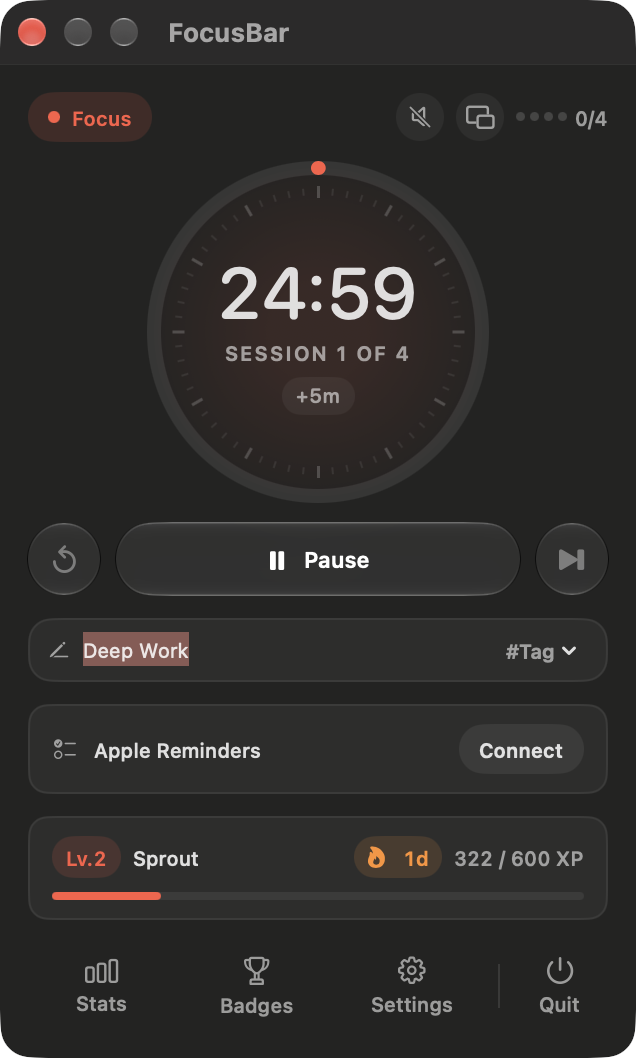 FocusBar
Focus
0/4
24:59
SESSION 1 OF 4
+5m
Pause
Deep Work
#Tag
Apple Reminders
Connect
Lv.2 Sprout
1d
322 / 600 XP
Stats
Badges
Settings
Quit